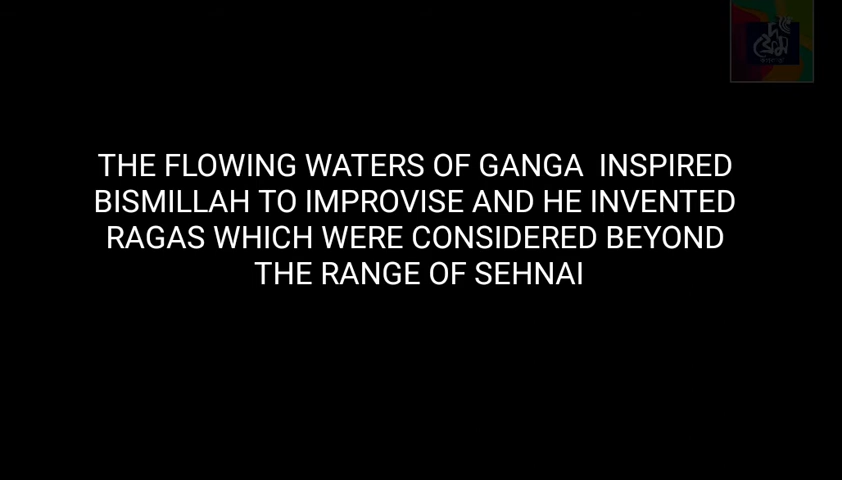 THE FLOWING WATERS OF GANGA INSPIRED
BISMILLAH TO IMPROVISE AND HE INVENTED
RAGAS WHICH WERE CONSIDERED BEYOND
THE RANGE OF SEHNAI